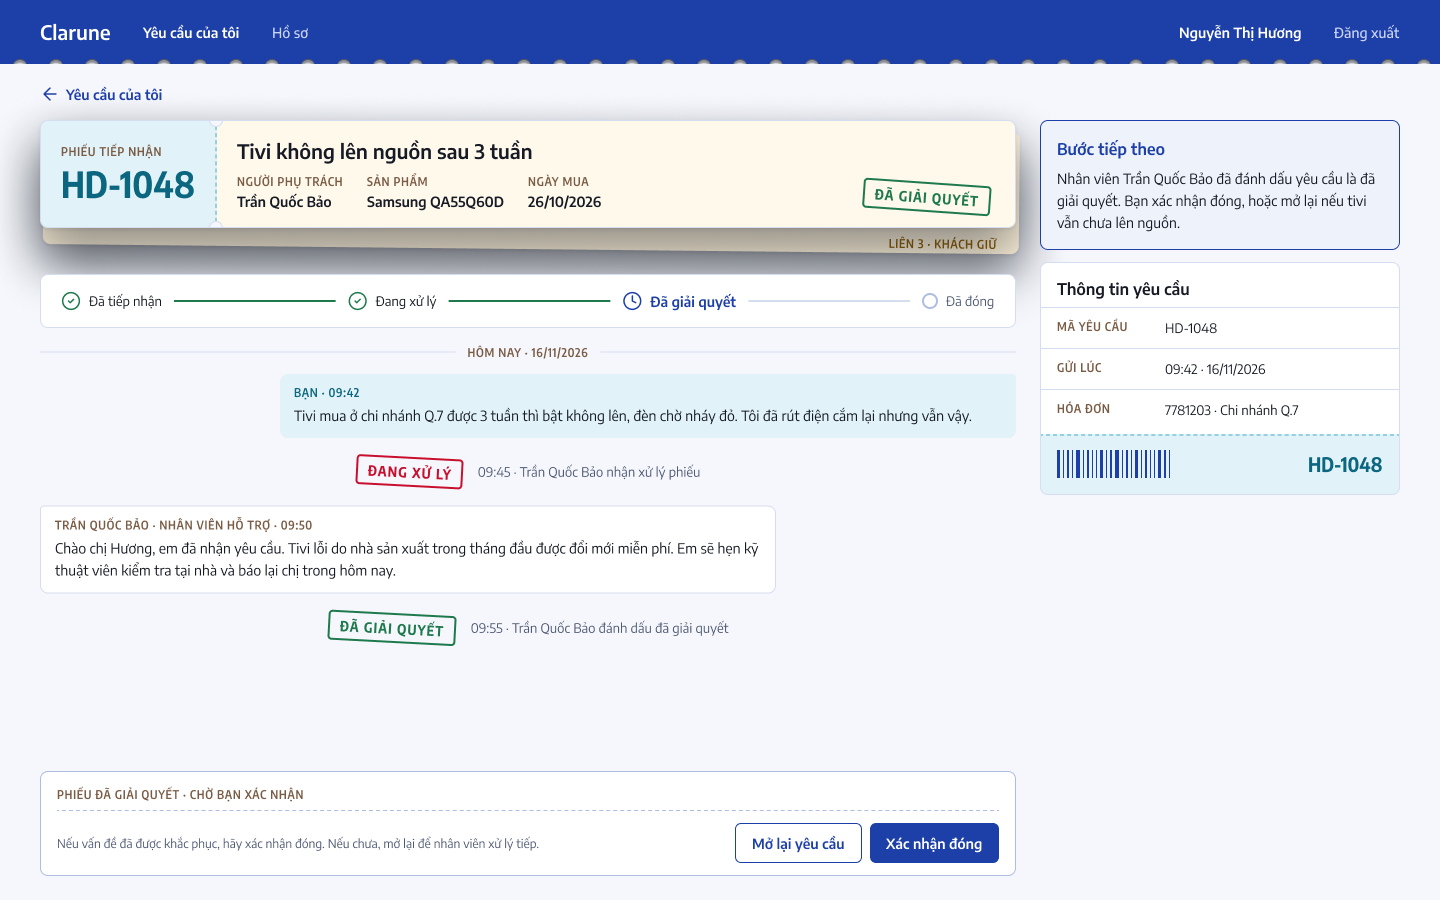 Clarune
Yêu cầu của tôi
Hồ sơ
Nguyễn Thị Hương
Đăng xuất
Yêu cầu của tôi
PHIẾU TIẾP NHẬN
HD-1048
Tivi không lên nguồn sau 3 tuần
NGƯỜI PHỤ TRÁCH
Trần Quốc Bảo
SẢN PHẨM
Samsung QA55Q60D
NGÀY MUA
26/10/2026
ĐÃ GIẢI QUYẾT
LIÊN 3 · KHÁCH GIỮ
Đã tiếp nhận
Đang xử lý
Đã giải quyết
Đã đóng
HÔM NAY · 16/11/2026
BẠN · 09:42
Tivi mua ở chi nhánh Q.7 được 3 tuần thì bật không lên, đèn chờ nháy đỏ. Tôi đã rút điện cắm lại nhưng vẫn vậy.
ĐANG XỬ LÝ
09:45 · Trần Quốc Bảo nhận xử lý phiếu
TRẦN QUỐC BẢO · NHÂN VIÊN HỖ TRỢ · 09:50
Chào chị Hương, em đã nhận yêu cầu. Tivi lỗi do nhà sản xuất trong tháng đầu được đổi mới miễn phí. Em sẽ hẹn kỹ
thuật viên kiểm tra tại nhà và báo lại chị trong hôm nay.
ĐÃ GIẢI QUYẾT
09:55 · Trần Quốc Bảo đánh dấu đã giải quyết
PHIẾU ĐÃ GIẢI QUYẾT · CHỜ BẠN XÁC NHẬN
Nếu vấn đề đã được khắc phục, hãy xác nhận đóng. Nếu chưa, mở lại để nhân viên xử lý tiếp.
Mở lại yêu cầu
Xác nhận đóng
Bước tiếp theo
Nhân viên Trần Quốc Bảo đã đánh dấu yêu cầu là đã
giải quyết. Bạn xác nhận đóng, hoặc mở lại nếu tivi
vẫn chưa lên nguồn.
Thông tin yêu cầu
MÃ YÊU CẦU
HD-1048
GỬI LÚC
09:42 · 16/11/2026
HÓA ĐƠN
7781203 · Chi nhánh Q.7
HD-1048